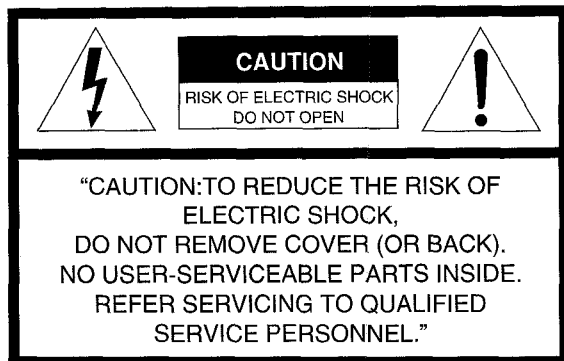 CAUTION
RISK OF ELECTRIC SHOCK
DO NOT OPEN
“CAUTION:TO REDUCE THE RISK OF
ELECTRIC SHOCK,
DO NOT REMOVE COVER (OR BACK).
NO USER-SERVICEABLE PARTS INSIDE.
REFER SERVICING TO QUALIFIED
SERVICE PERSONNEL.”